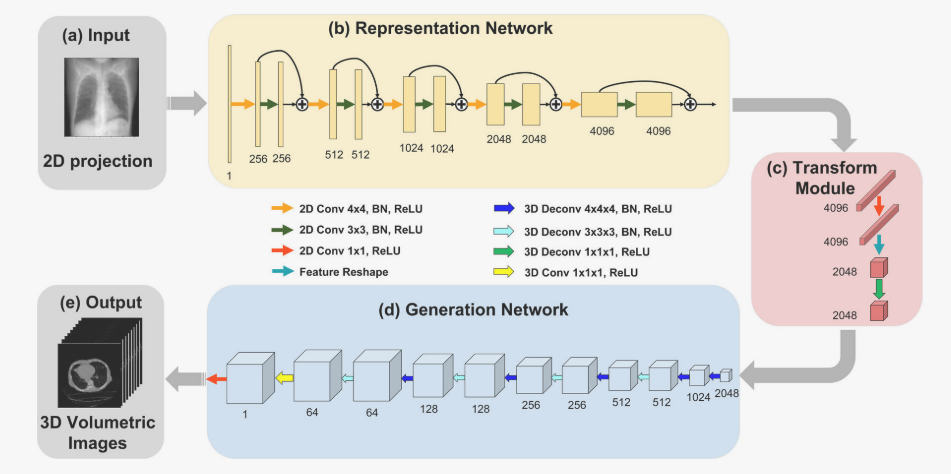 (a) Input
2D projection
(b) Representation Network
1
256 256
512 512
1024 1024
2048 2048
4096 4096
(c) Transform
Module
4096
4096
2048
2048
2D Conv 4x4, BN, ReLU
2D Conv 3x3, BN, ReLU
2D Conv 1x1, ReLU
Feature Reshape
3D Deconv 4x4x4, BN, ReLU
3D Deconv 3x3x3, BN, ReLU
3D Deconv 1x1x1, ReLU
3D Conv 1x1x1, ReLU
(d) Generation Network
1 64 64 128 128 256 256 512 512 1024 2048
(e) Output
3D Volumetric
Images